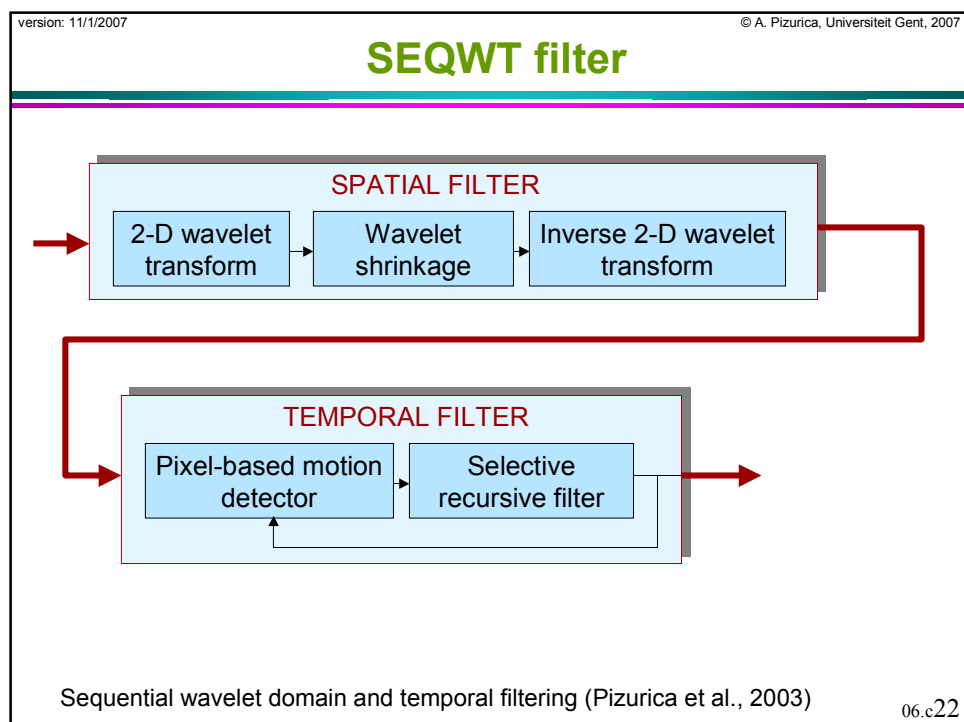 version: 11/1/2007
© A. Pizurica, Universiteit Gent, 2007
SEQWT filter
SPATIAL FILTER
2-D wavelet
transform
Wavelet
shrinkage
Inverse 2-D wavelet
transform
TEMPORAL FILTER
Pixel-based motion
detector
Selective
recursive filter
Sequential wavelet domain and temporal filtering (Pizurica et al., 2003)
06.c22